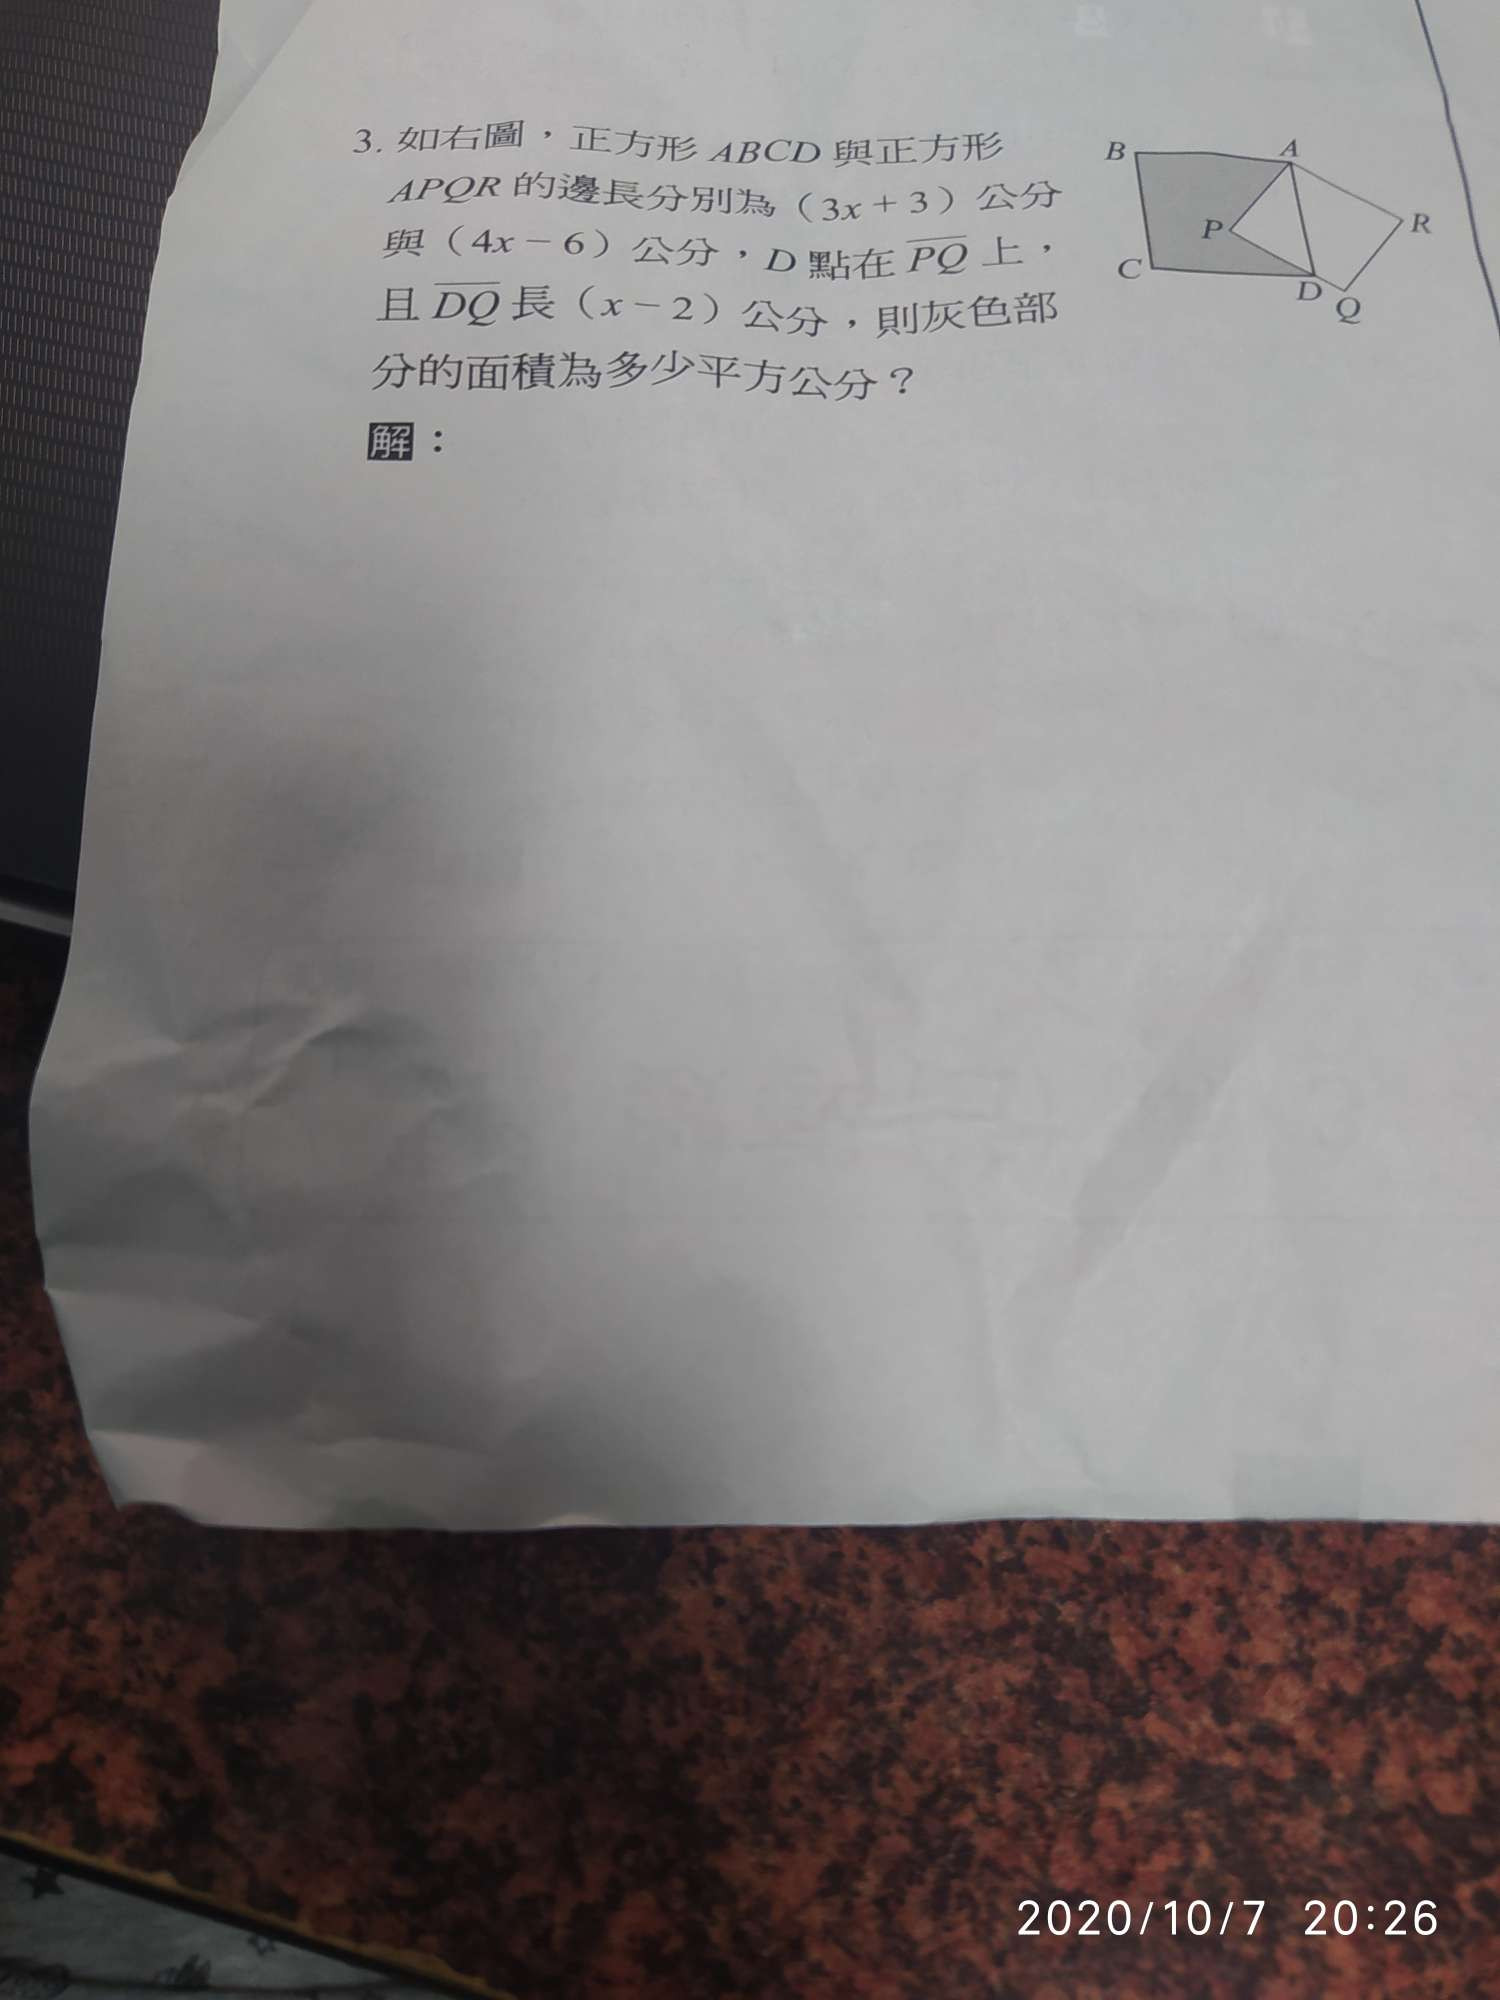 3. 如右圖，正方形 ABCD 與正方形
APQR 的邊長分別為（3x＋3）公分
與（4x－6）公分，D 點在 PQ 上，
且 DQ 長（x－2）公分，則灰色部
分的面積為多少平方公分？
解：
B
A
P
R
C
D
Q
2020/10/7 20:26